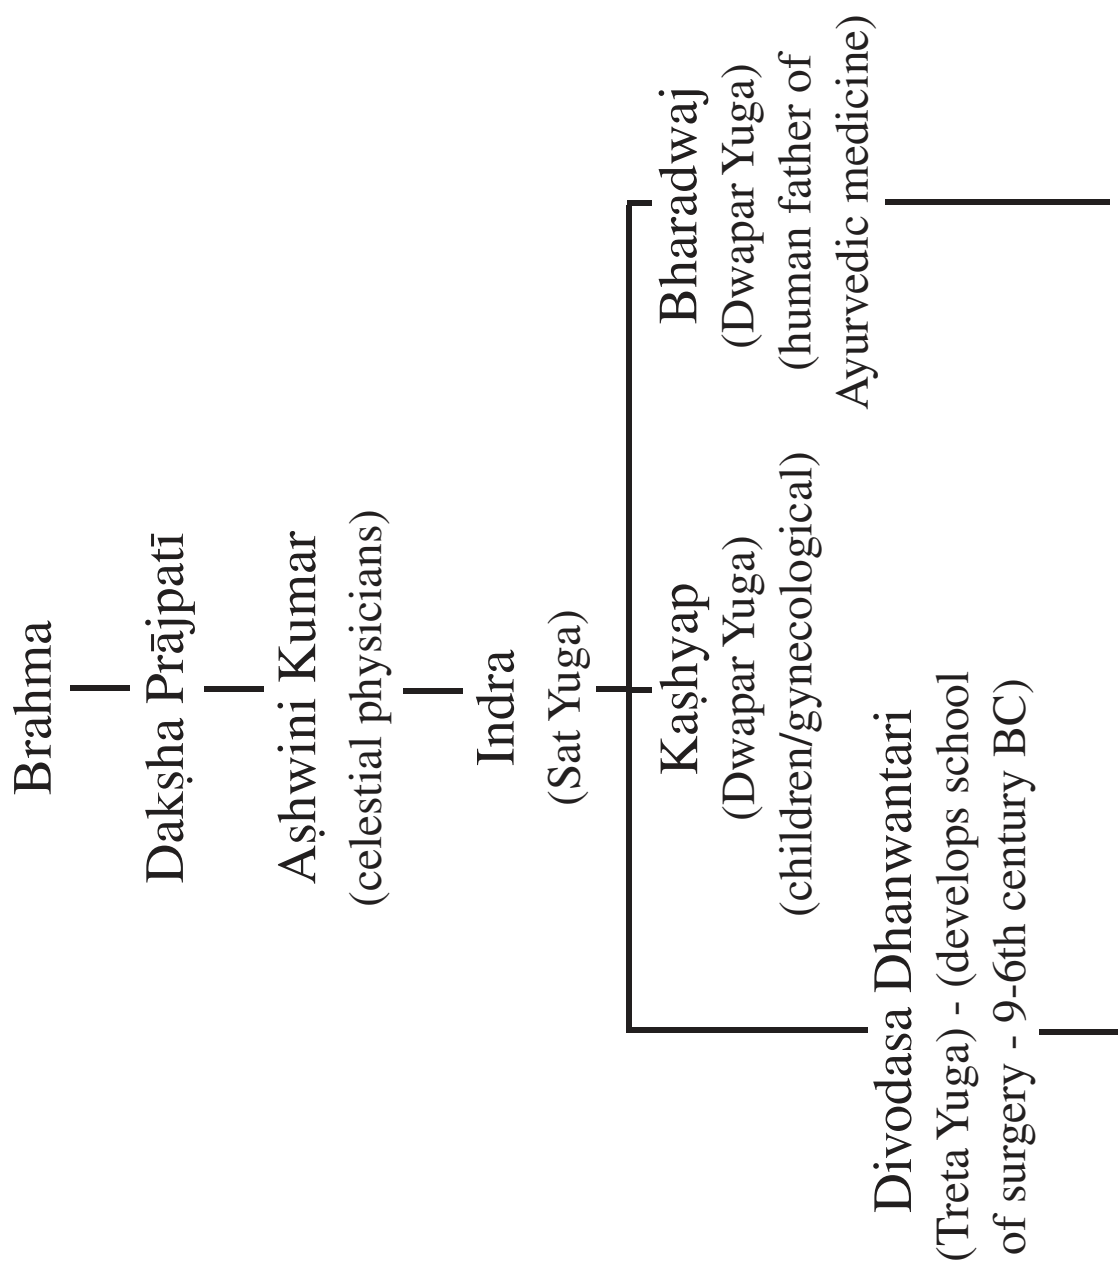 Brahma
Dakṣha Prājpatī
Aṣhwini Kumar
(celestial physicians)
Indra
(Sat Yuga)
Kaṣhyap
(Dwapar Yuga)
(children/gynecological)
Bharadwaj
(Dwapar Yuga)
(human father of
Ayurvedic medicine)
Divodasa Dhanwantari
(Treta Yuga) - (develops school
of surgery - 9-6th century BC)